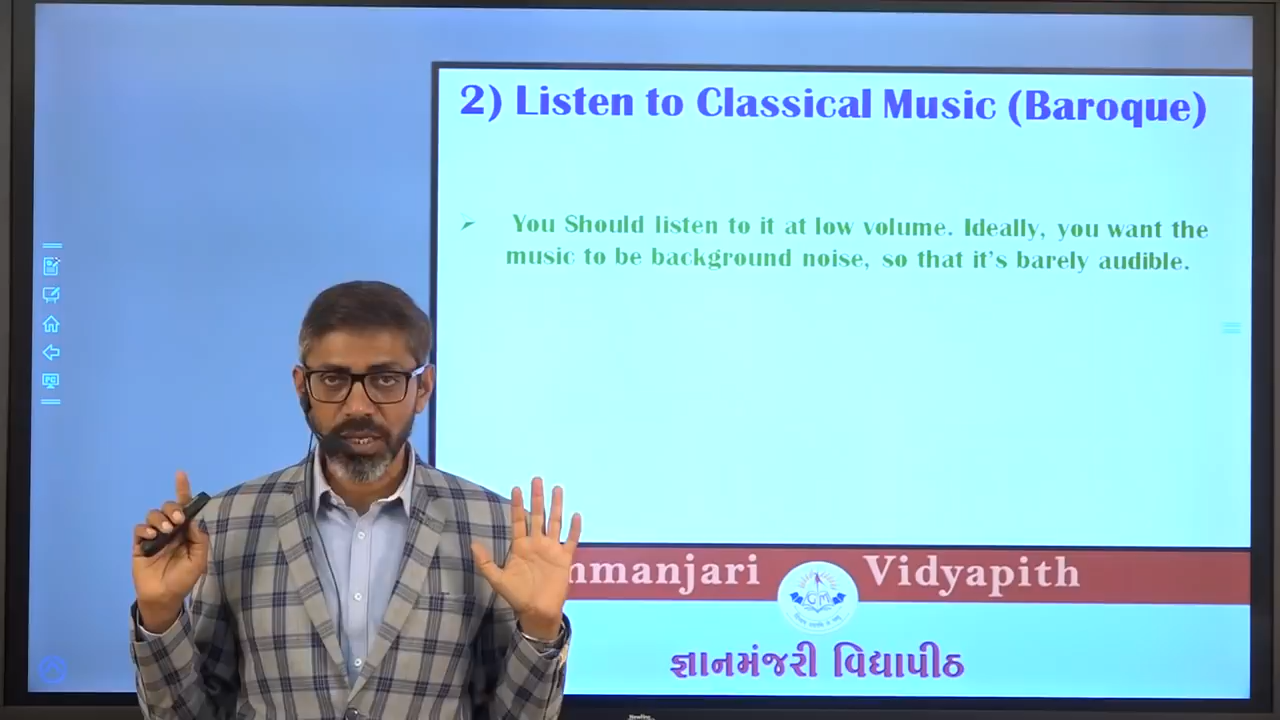 2) Listen to Classical Music (Baroque)
➢ You Should listen to it at low volume. Ideally, you want the
music to be background noise, so that it's barely audible.
nmanjari Vidyapith
GM
જ્ઞાનમંજરી વિદ્યાપીઠ